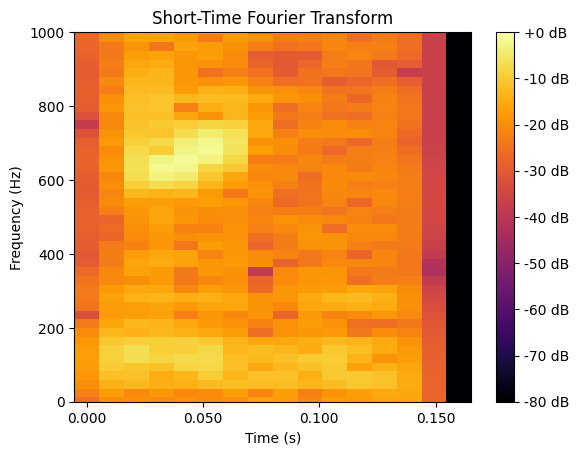 Short-Time Fourier Transform
1000
800
600
400
200
0
Frequency (Hz)
0.000
0.050
0.100
0.150
Time (s)
+0 dB
-10 dB
-20 dB
-30 dB
-40 dB
-50 dB
-60 dB
-70 dB
-80 dB